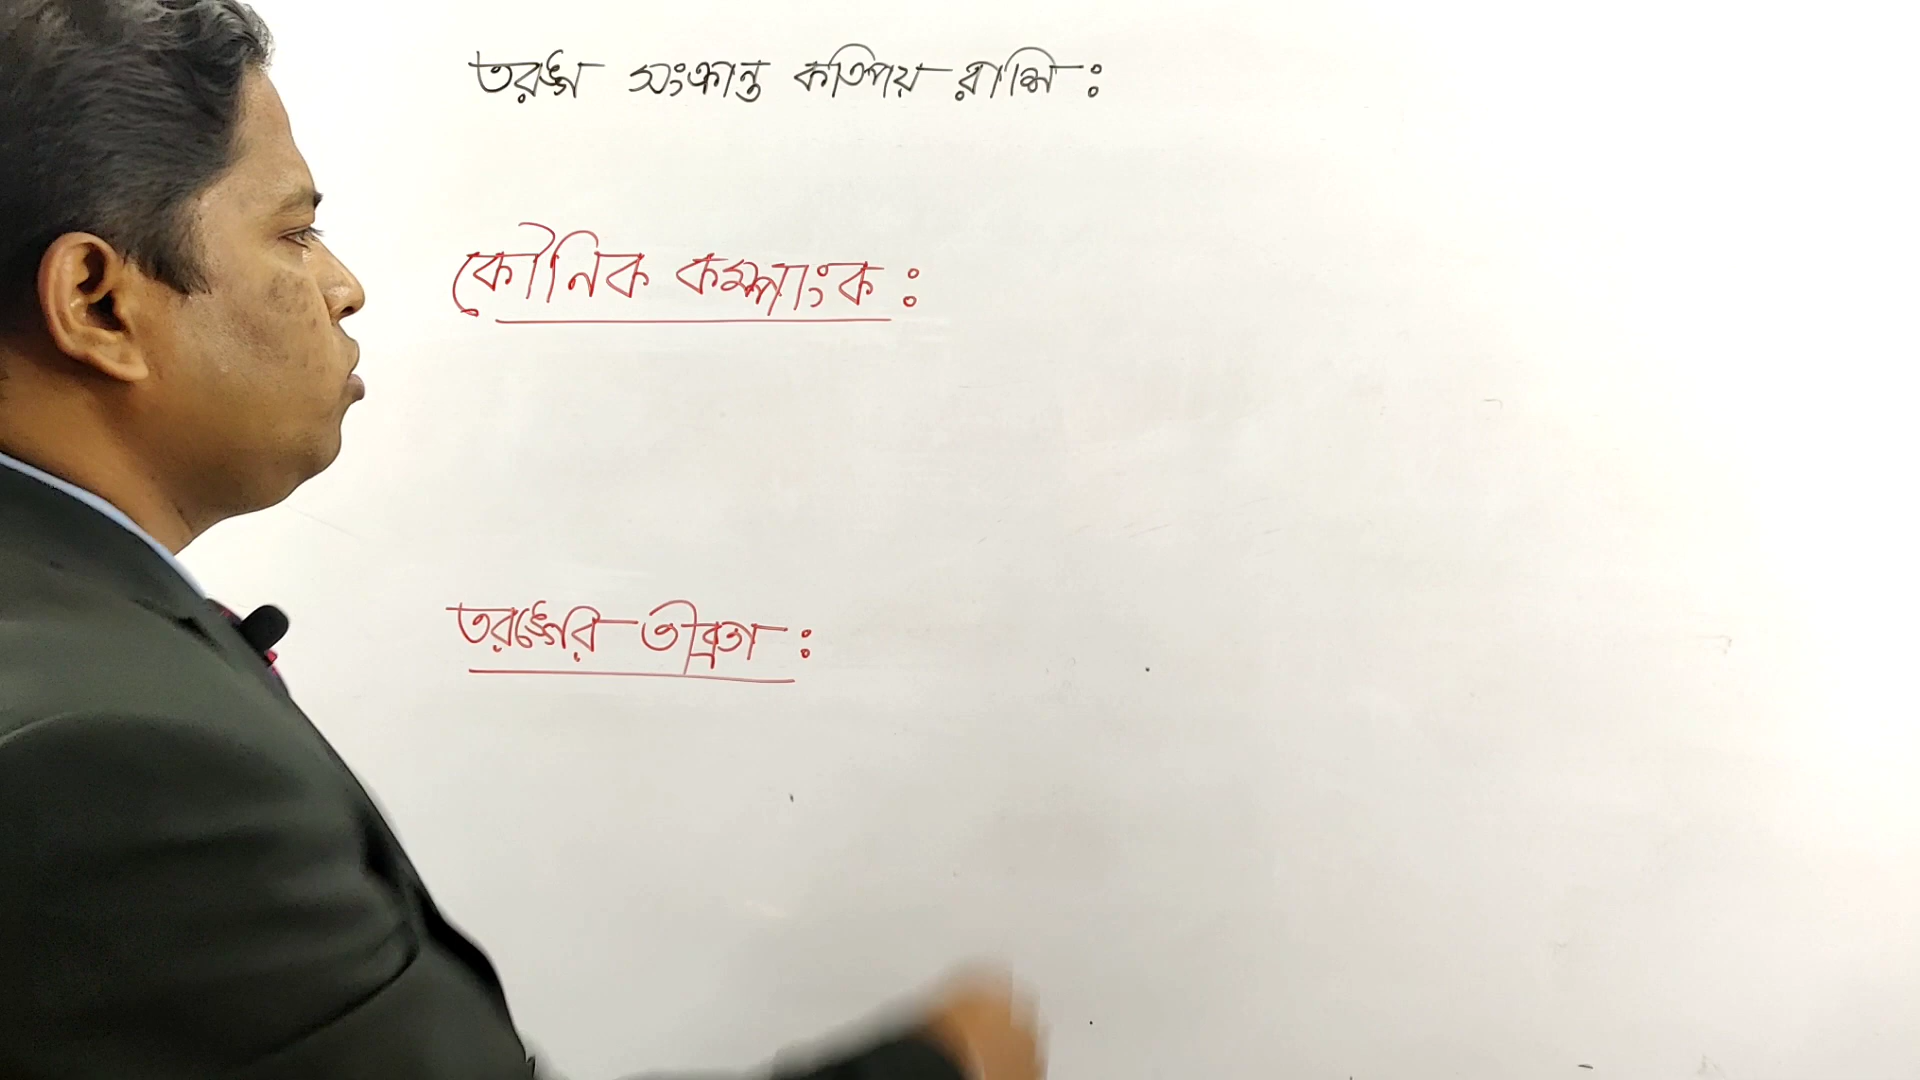 তরঙ্গ সংক্রান্ত কতিপয় রাশি :
কৌনিক কম্পাংক :
তরঙ্গের তীব্রতা :